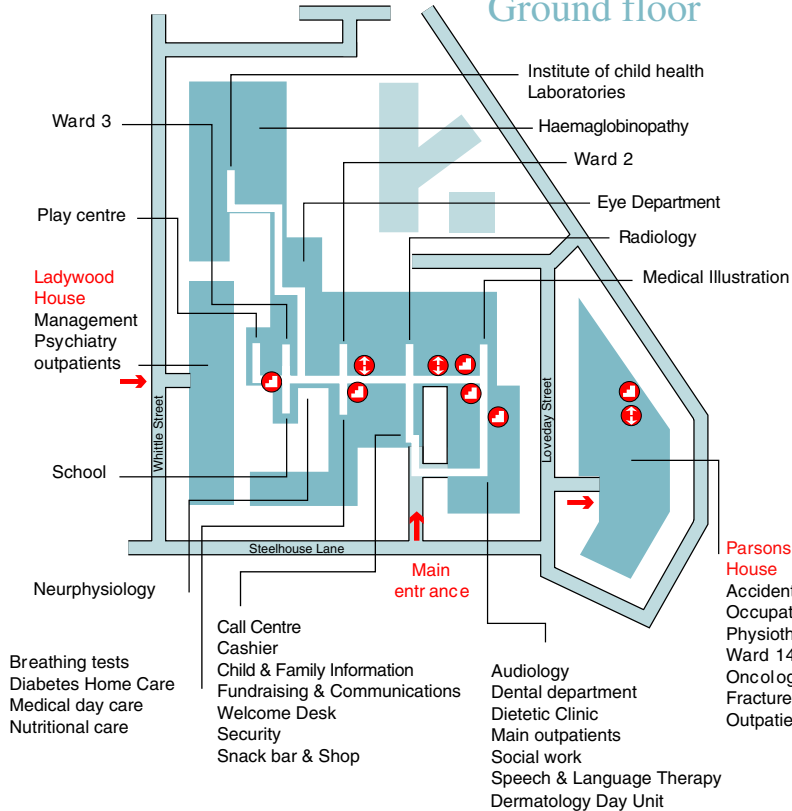 Ground floor
Institute of child health
Laboratories
Ward 3
Haemaglobinopathy
Ward 2
Eye Department
Play centre
Radiology
Ladywood
House
Management
Psychiatry
outpatients
Medical Illustration
Whittle Street
Loveday Street
School
Steelhouse Lane
Main
entrance
Neurphysiology
Breathing tests
Diabetes Home Care
Medical day care
Nutritional care
Call Centre
Cashier
Child & Family Information
Fundraising & Communications
Welcome Desk
Security
Snack bar & Shop
Audiology
Dental department
Dietetic Clinic
Main outpatients
Social work
Speech & Language Therapy
Dermatology Day Unit
Parsons
House
Ward 14
Fracture